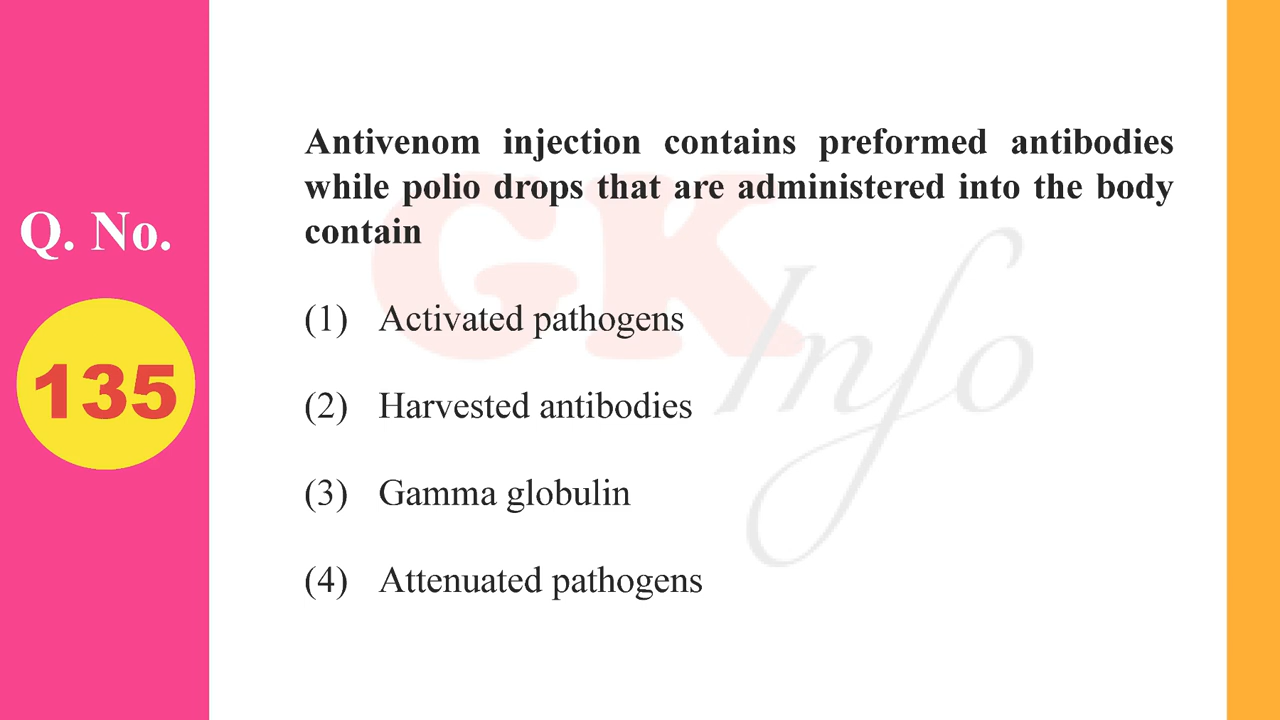 Q. No.
135
Antivenom injection contains preformed antibodies
while polio drops that are administered into the body
contain
(1) Activated pathogens
(2) Harvested antibodies
(3) Gamma globulin
(4) Attenuated pathogens
GK
Info